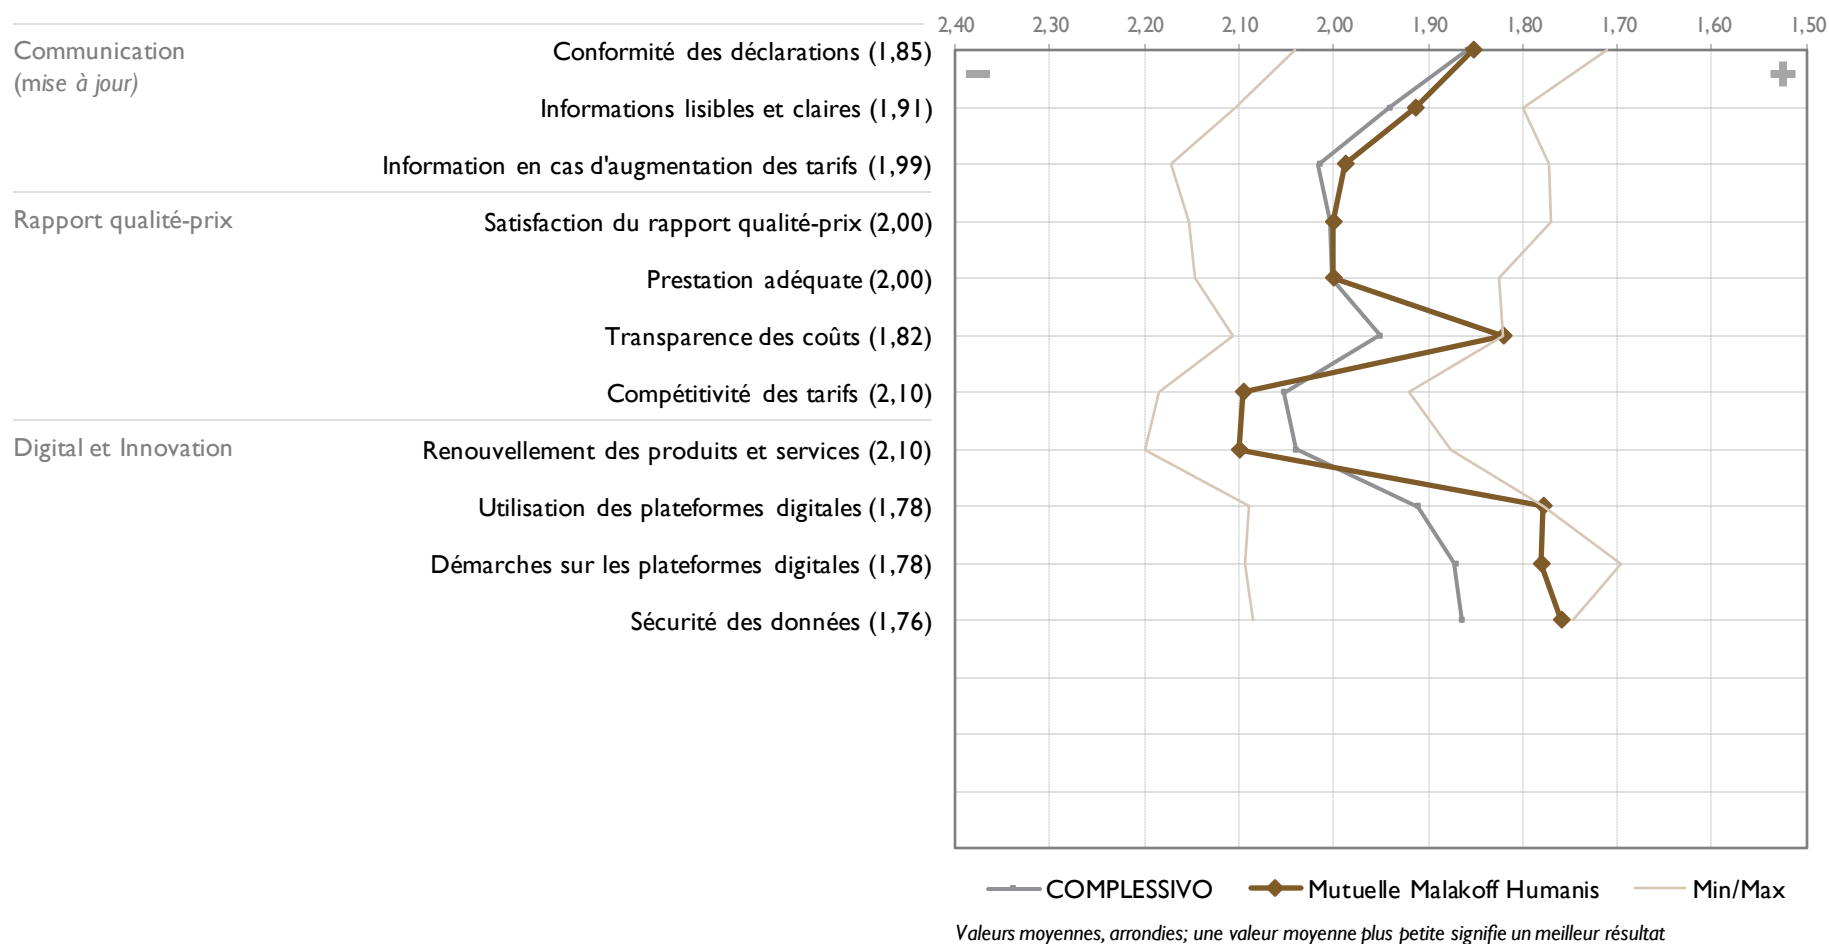 2,40 2,30 2,20 2,10 2,00 1,90 1,80 1,70 1,60 1,50
Communication
(mise à jour)
Conformité des déclarations (1,85)
Informations lisibles et claires (1,91)
Information en cas d'augmentation des tarifs (1,99)
Rapport qualité-prix
Satisfaction du rapport qualité-prix (2,00)
Prestation adéquate (2,00)
Transparence des coûts (1,82)
Compétitivité des tarifs (2,10)
Digital et Innovation
Renouvellement des produits et services (2,10)
Utilisation des plateformes digitales (1,78)
Démarches sur les plateformes digitales (1,78)
Sécurité des données (1,76)
COMPLESSIVO Mutuelle Malakoff Humanis Min/Max
Valeurs moyennes, arrondies; une valeur moyenne plus petite signifie un meilleur résultat